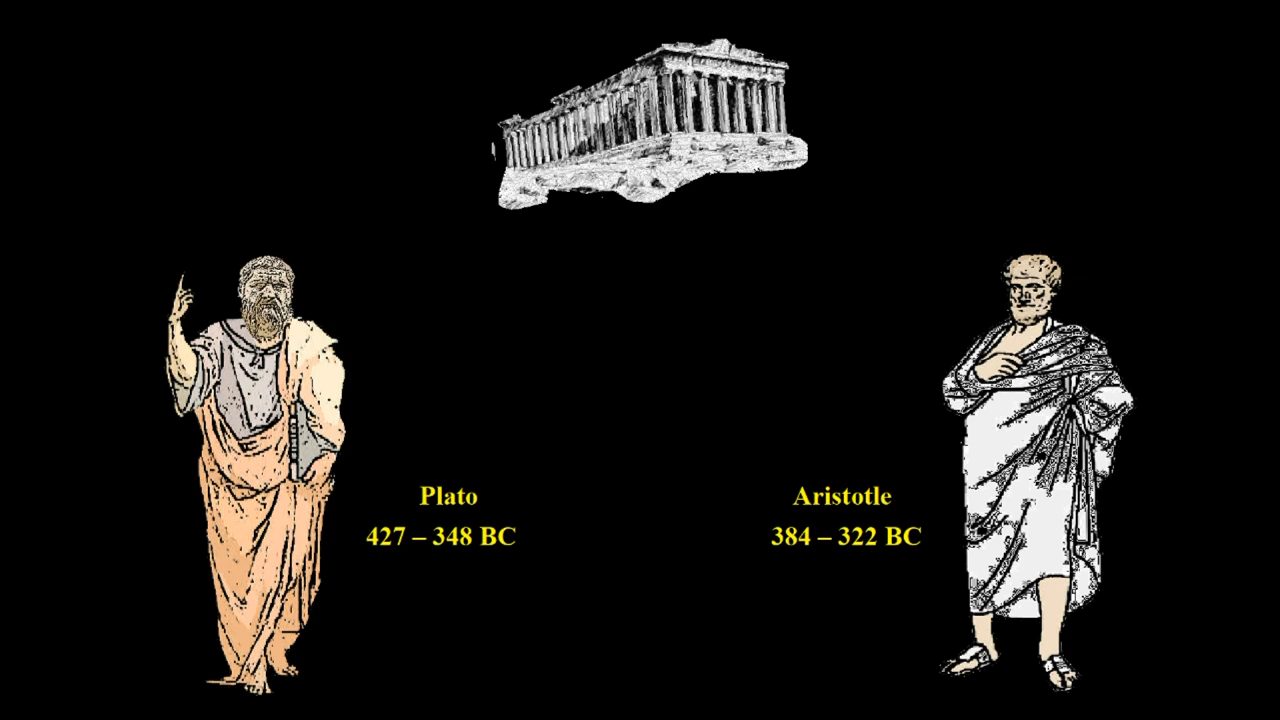 Plato
427 – 348 BC
Aristotle
384 – 322 BC